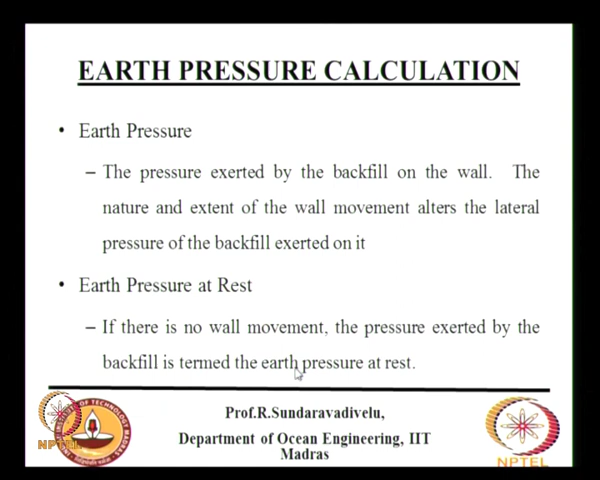 EARTH PRESSURE CALCULATION
• Earth Pressure
– The pressure exerted by the backfill on the wall. The
nature and extent of the wall movement alters the lateral
pressure of the backfill exerted on it
• Earth Pressure at Rest
– If there is no wall movement, the pressure exerted by the
backfill is termed the earth pressure at rest.
Prof.R.Sundaravadivelu,
Department of Ocean Engineering, IIT
Madras
NPTEL
NPTEL